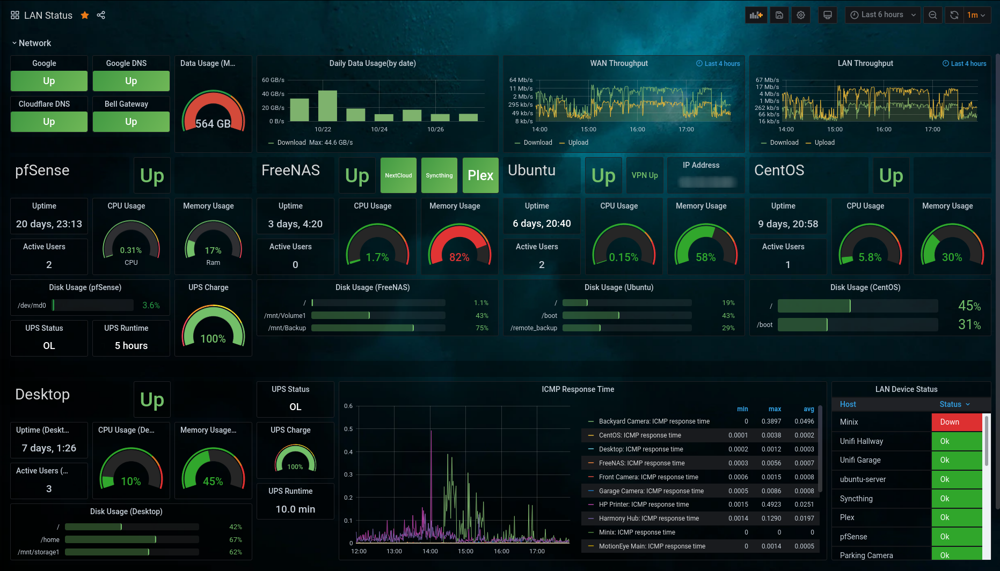 LAN Status
Last 6 hours
1m
Network
Google
Up
Google DNS
Up
Cloudflare DNS
Up
Bell Gateway
Up
Data Usage (M...
564 GB
Daily Data Usage(by date)
60 GB/s
40 GB/s
20 GB/s
0 B/s
10/22 10/24 10/26
Download Max: 44.6 GB/s
WAN Throughput
Last 4 hours
64 Mb/s
11 Mb/s
2 Mb/s
295 kb/s
49 kb/s
8 kb/s
14:00 15:00 16:00 17:00
Download Upload
LAN Throughput
Last 4 hours
67 Mb/s
17 Mb/s
4 Mb/s
1 Mb/s
262 kb/s
66 kb/s
16 kb/s
14:00 15:00 16:00 17:00
Download Upload
pfSense
Up
FreeNAS
Up
NextCloud
Syncthing
Plex
Ubuntu
Up
VPN Up
IP Address
CentOS
Up
Uptime
20 days, 23:13
Active Users
2
CPU Usage
0.31%
CPU
Memory Usage
17%
Ram
Uptime
3 days, 4:20
Active Users
0
CPU Usage
1.7%
Memory Usage
82%
Uptime
6 days, 20:40
Active Users
2
CPU Usage
0.15%
Memory Usage
58%
Uptime
9 days, 20:58
Active Users
1
CPU Usage
5.8%
Memory Usage
30%
Disk Usage (pfSense)
/dev/md0 3.6%
UPS Status
OL
UPS Runtime
5 hours
UPS Charge
100%
Disk Usage (FreeNAS)
/ 1.1%
/mnt/Volume1 43%
/mnt/Backup 75%
Disk Usage (Ubuntu)
/ 19%
/boot 43%
/remote_backup 29%
Disk Usage (CentOS)
/ 45%
/boot 31%
Desktop
Up
Uptime (Deskt...
7 days, 1:26
Active Users (...
3
CPU Usage (De...
10%
Memory Usage...
45%
Disk Usage (Desktop)
/ 42%
/home 67%
/mnt/storage1 62%
UPS Status
OL
UPS Charge
100%
UPS Runtime
10.0 min
ICMP Response Time
0.6
0.5
0.4
0.3
0.2
0.1
0
12:00 13:00 14:00 15:00 16:00 17:00
min max avg
Backyard Camera: ICMP response time 0 0.3897 0.0496
CentOS: ICMP response time 0.0001 0.0038 0.0002
Desktop: ICMP response time 0.0002 0.0012 0.0003
FreeNAS: ICMP response time 0.0003 0.0056 0.0007
Front Camera: ICMP response time 0.0006 0.0015 0.0008
Garage Camera: ICMP response time 0.0005 0.0086 0.0008
HP Printer: ICMP response time 0.0015 0.4923 0.0251
Harmony Hub: ICMP response time 0.0014 0.1290 0.0197
Minix: ICMP response time 0 0 0
MotionEye Main: ICMP response time 0 0.0014 0.0005
LAN Device Status
Host Status
Minix Down
Unifi Hallway Ok
Unifi Garage Ok
ubuntu-server Ok
Syncthing Ok
Plex Ok
pfSense Ok
Parking Camera Ok